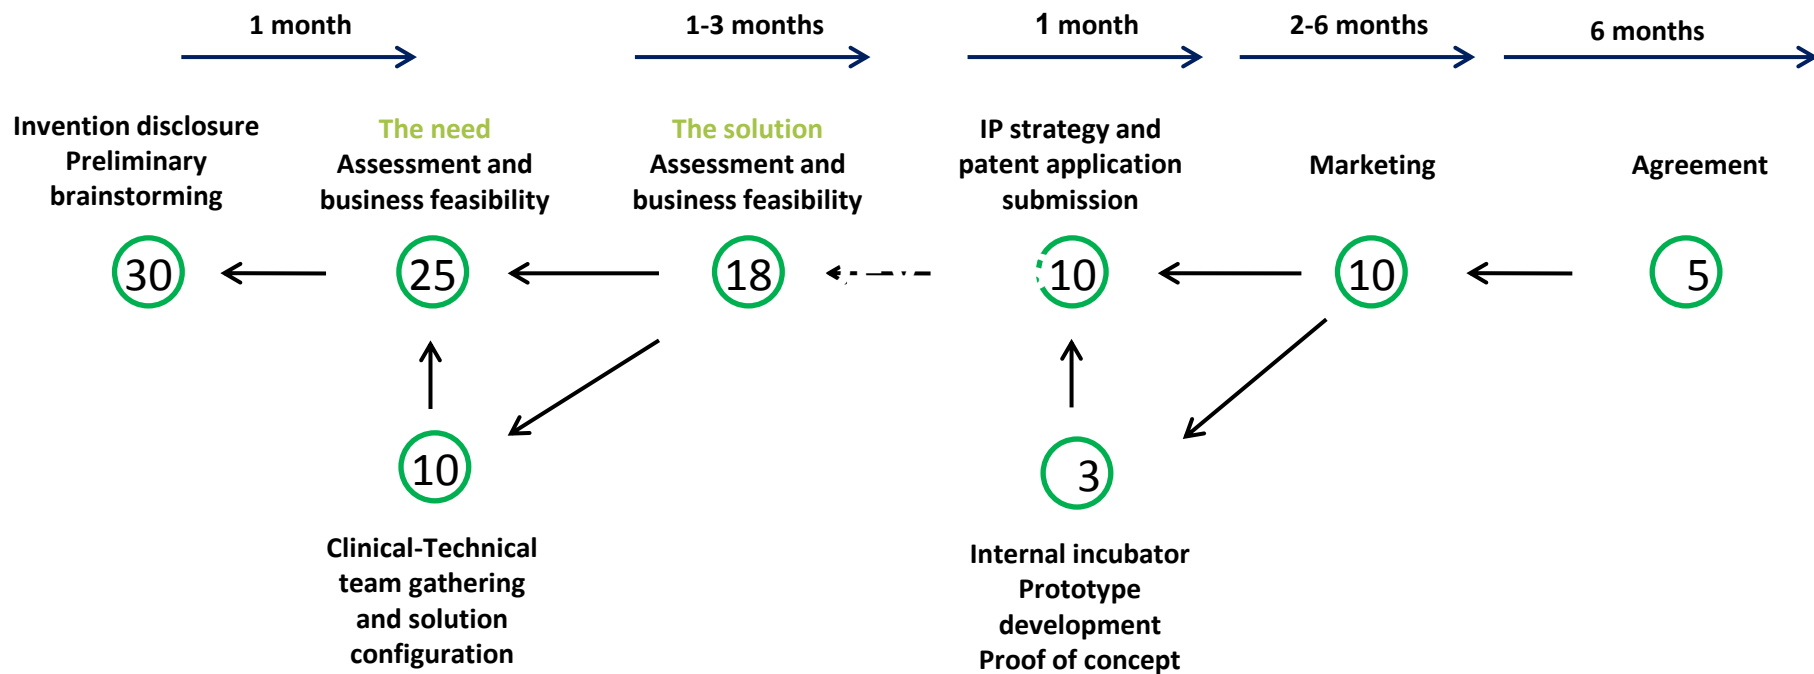 1 month
1-3 months
1 month
2-6 months
6 months
Invention disclosure
Preliminary
brainstorming
The need
Assessment and
business feasibility
The solution
Assessment and
business feasibility
IP strategy and
patent application
submission
Marketing
Agreement
30
25
18
10
10
5
10
3
Clinical-Technical
team gathering
and solution
configuration
Internal incubator
Prototype
development
Proof of concept